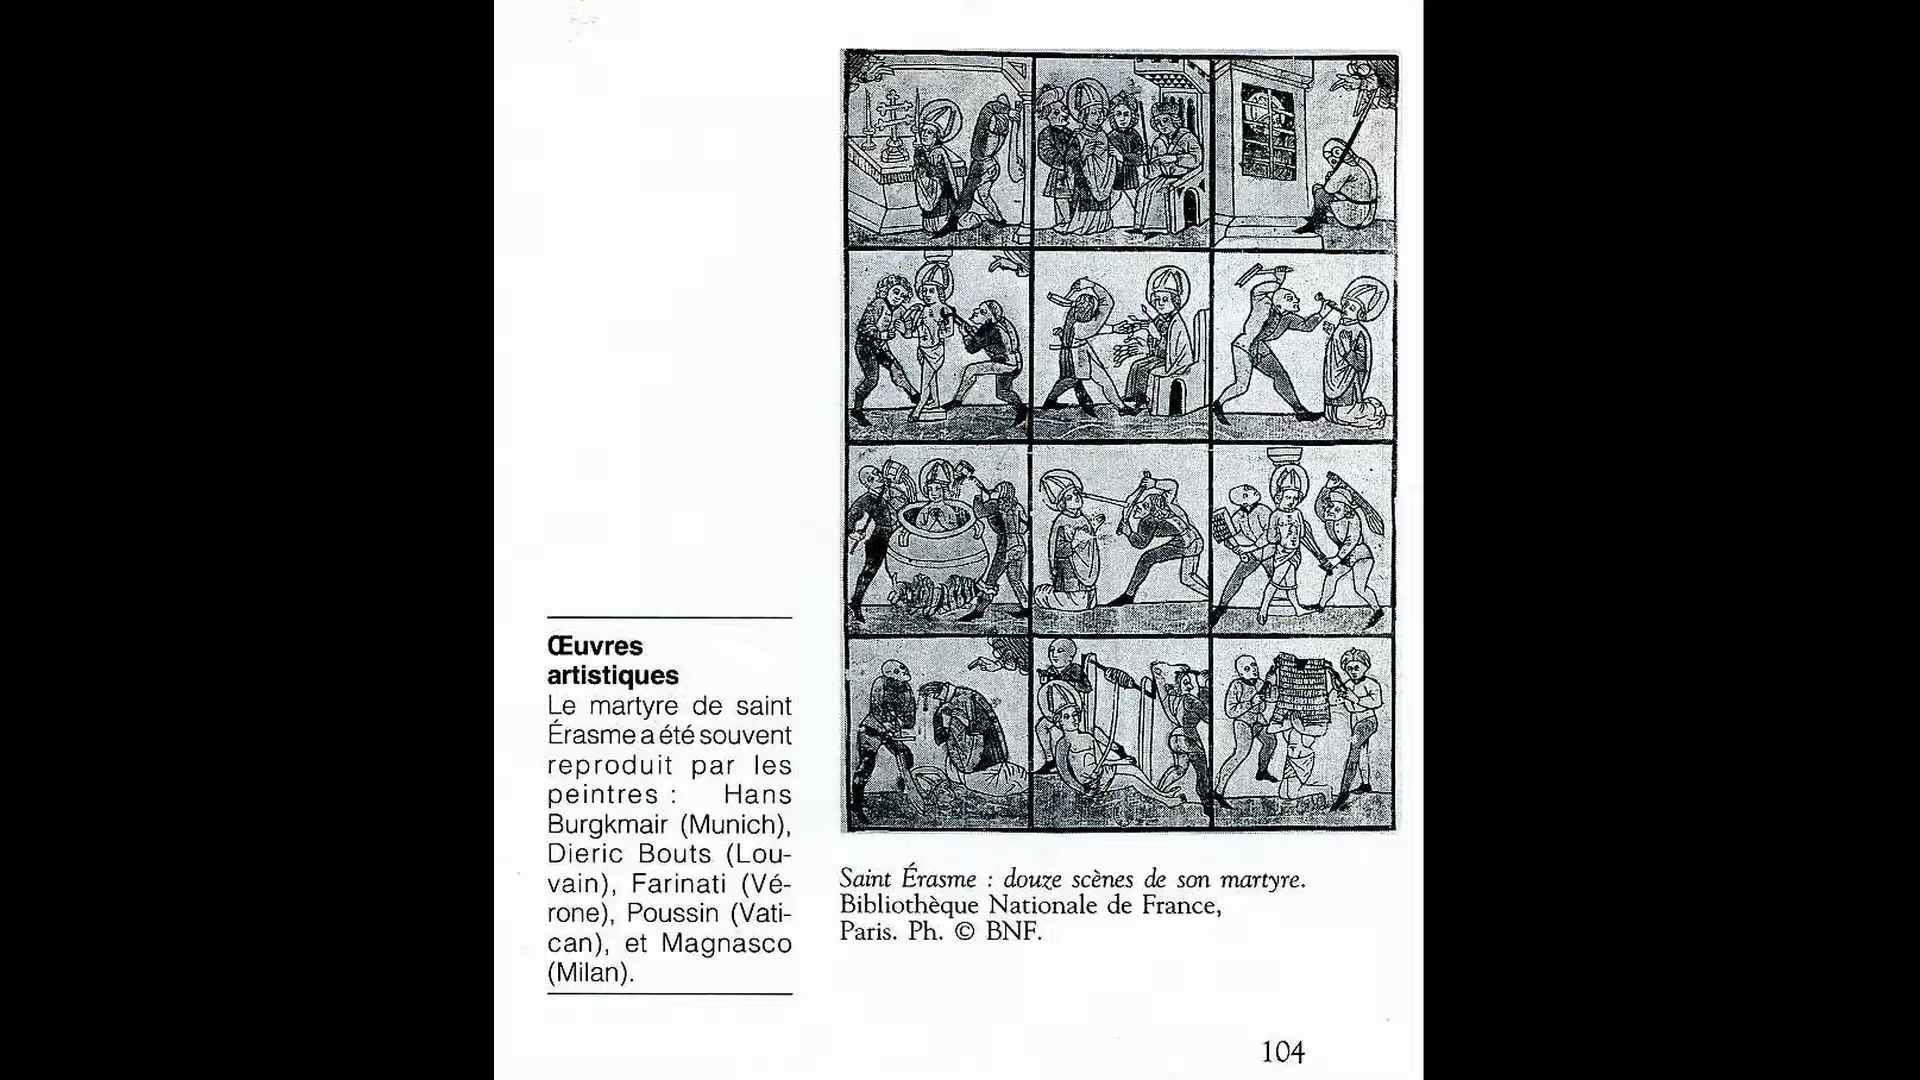 Œuvres
artistiques
Le martyre de saint
Érasme a été souvent
reproduit par les
peintres : Hans
Burgkmair (Munich),
Dieric Bouts (Lou-
vain), Farinati (Vé-
rone), Poussin (Vati-
can), et Magnasco
(Milan).
Saint Érasme : douze scènes de son martyre.
Bibliothèque Nationale de France,
Paris. Ph. © BNF.
104